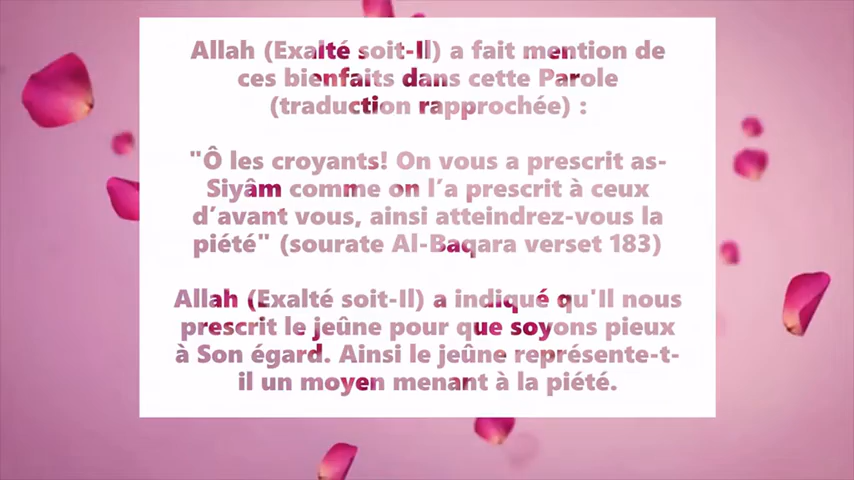 Allah (Exalté soit-Il) a fait mention de
ces bienfaits dans cette Parole
(traduction rapprochée) :
"Ô les croyants! On vous a prescrit as-
Siyâm comme on l’a prescrit à ceux
d’avant vous, ainsi atteindrez-vous la
piété" (sourate Al-Baqara verset 183)
Allah (Exalté soit-Il) a indiqué qu'Il nous
prescrit le jeûne pour que soyons pieux
à Son égard. Ainsi le jeûne représente-t-
il un moyen menant à la piété.